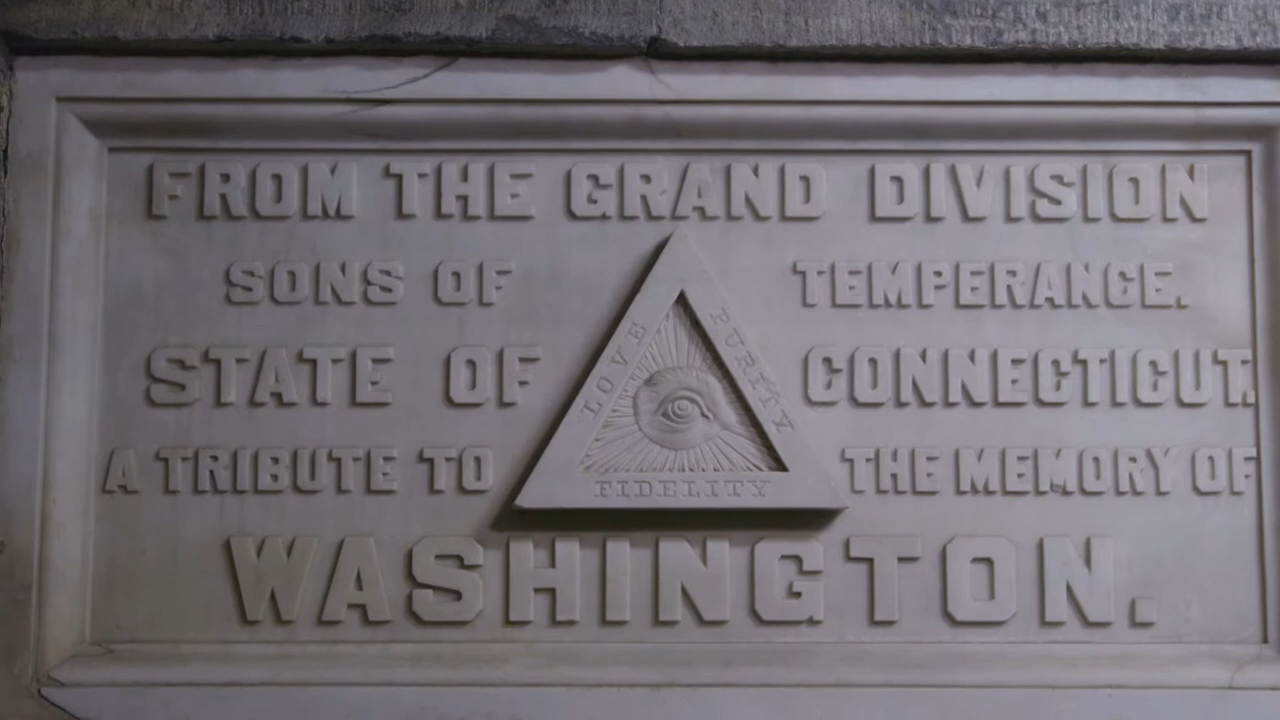 FROM THE GRAND DIVISION
SONS OF TEMPERANCE.
STATE OF CONNECTICUT.
A TRIBUTE TO THE MEMORY OF
WASHINGTON.
LOVE
PURITY
FIDELITY